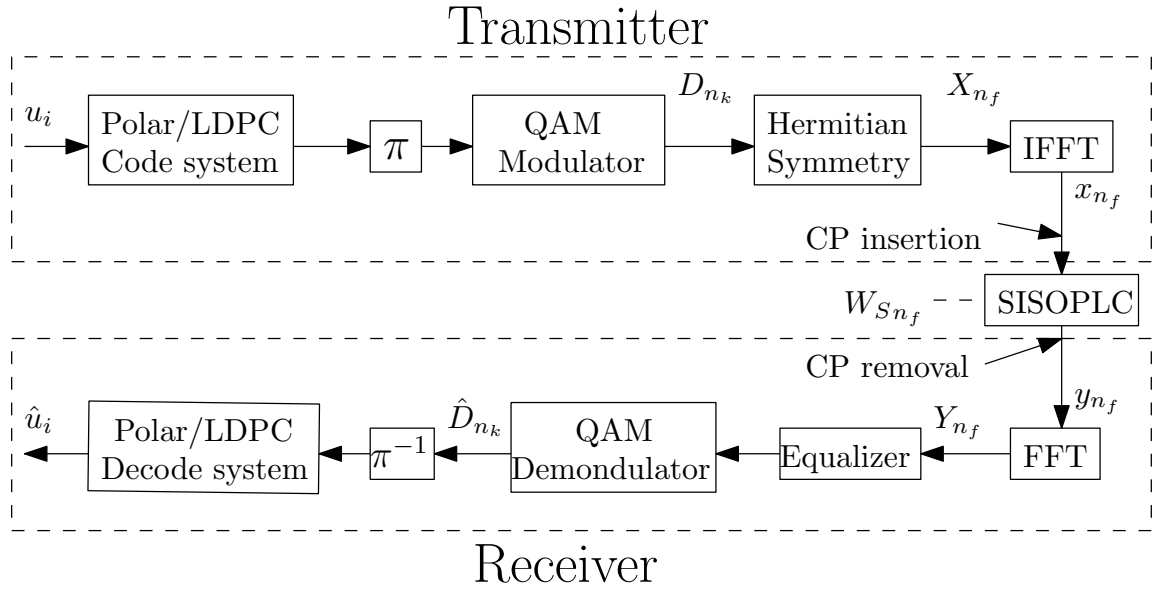 Transmitter
u_i
Polar/LDPC
Code system
π
QAM
Modulator
D_{n_k}
Hermitian
Symmetry
X_{n_f}
IFFT
x_{n_f}
CP insertion
W_{Sn_f}
SISOPLC
CP removal
y_{n_f}
û_i
Polar/LDPC
Decode system
π^{-1}
D̂_{n_k}
QAM
Demondulator
Equalizer
Y_{n_f}
FFT
Receiver